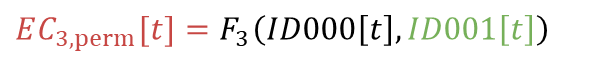 EC₃,perm[t] = F₃(ID000[t], ID001[t])